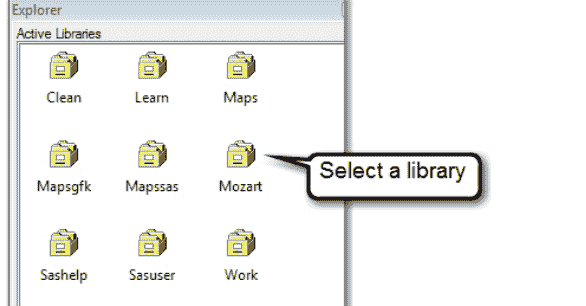 Explorer
Active Libraries
Clean Learn Maps
Mapsgfk Mapssas Mozart
Select a library
Sashelp Sasuser Work